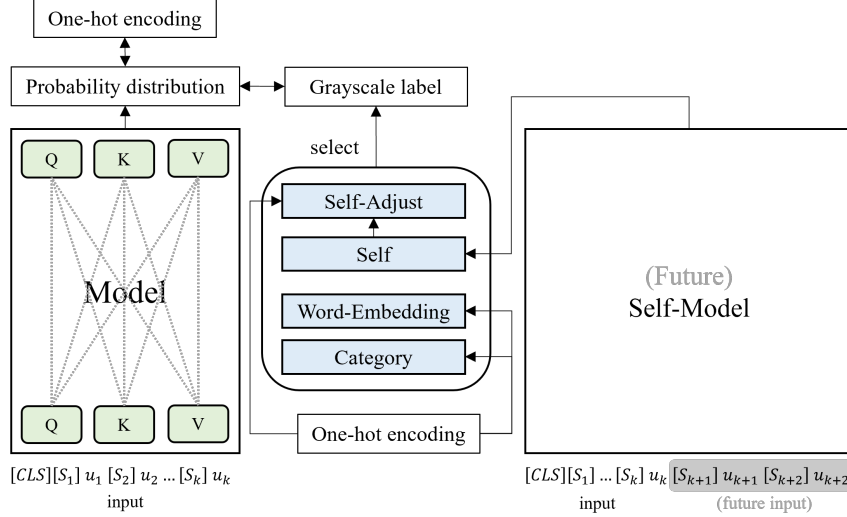 One-hot encoding
Probability distribution
Grayscale label
select
Q K V
Self-Adjust
Self
Model
(Future)
Self-Model
Word-Embedding
Category
Q K V
One-hot encoding
[CLS][S₁] u₁ [S₂] u₂ … [Sₖ] uₖ
input
[CLS][S₁] … [Sₖ] uₖ [Sₖ₊₁] uₖ₊₁ [Sₖ₊₂] uₖ₊₂
input
(future input)